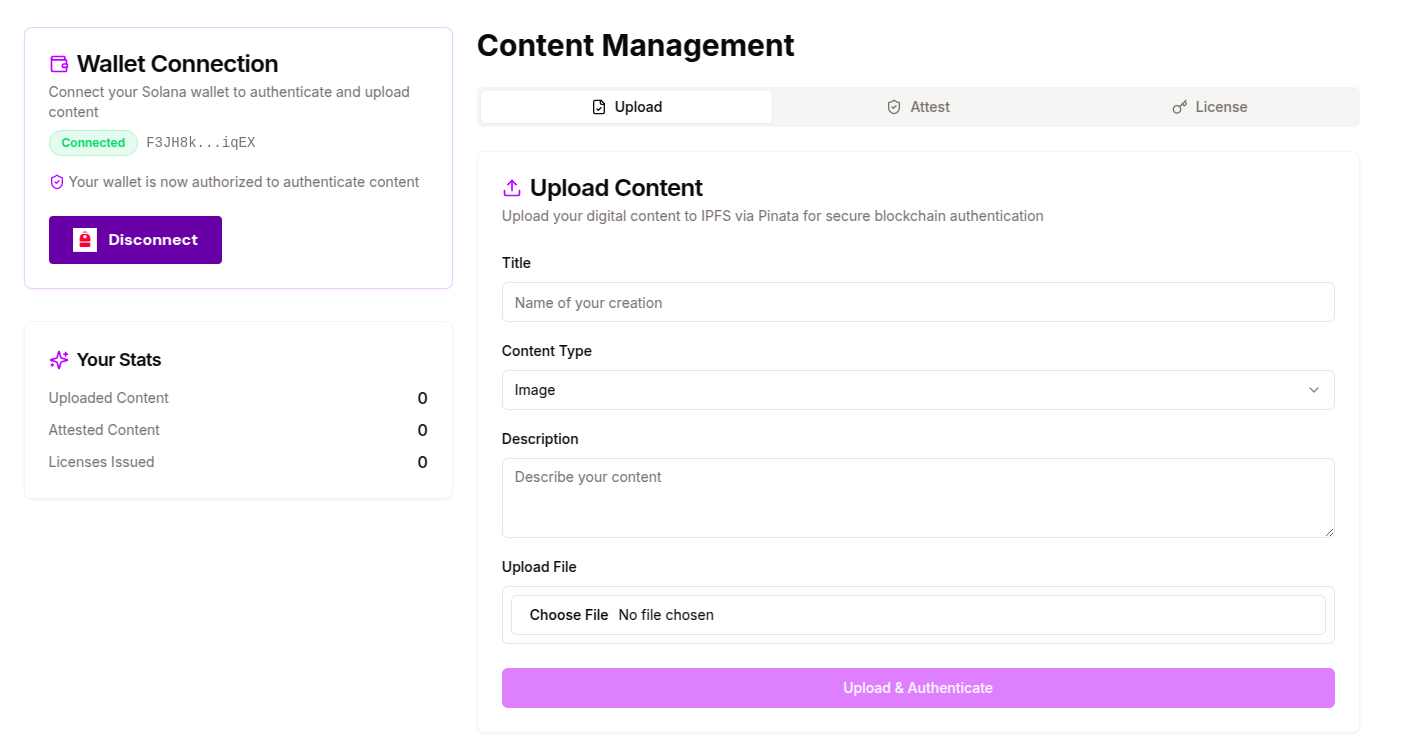 Wallet Connection
Connect your Solana wallet to authenticate and upload
content
Connected F3JH8k...iqEX
Your wallet is now authorized to authenticate content
Disconnect
Your Stats
Uploaded Content 0
Attested Content 0
Licenses Issued 0
Content Management
Upload Attest License
Upload Content
Upload your digital content to IPFS via Pinata for secure blockchain authentication
Title
Name of your creation
Content Type
Image
Description
Describe your content
Upload File
Choose File No file chosen
Upload & Authenticate